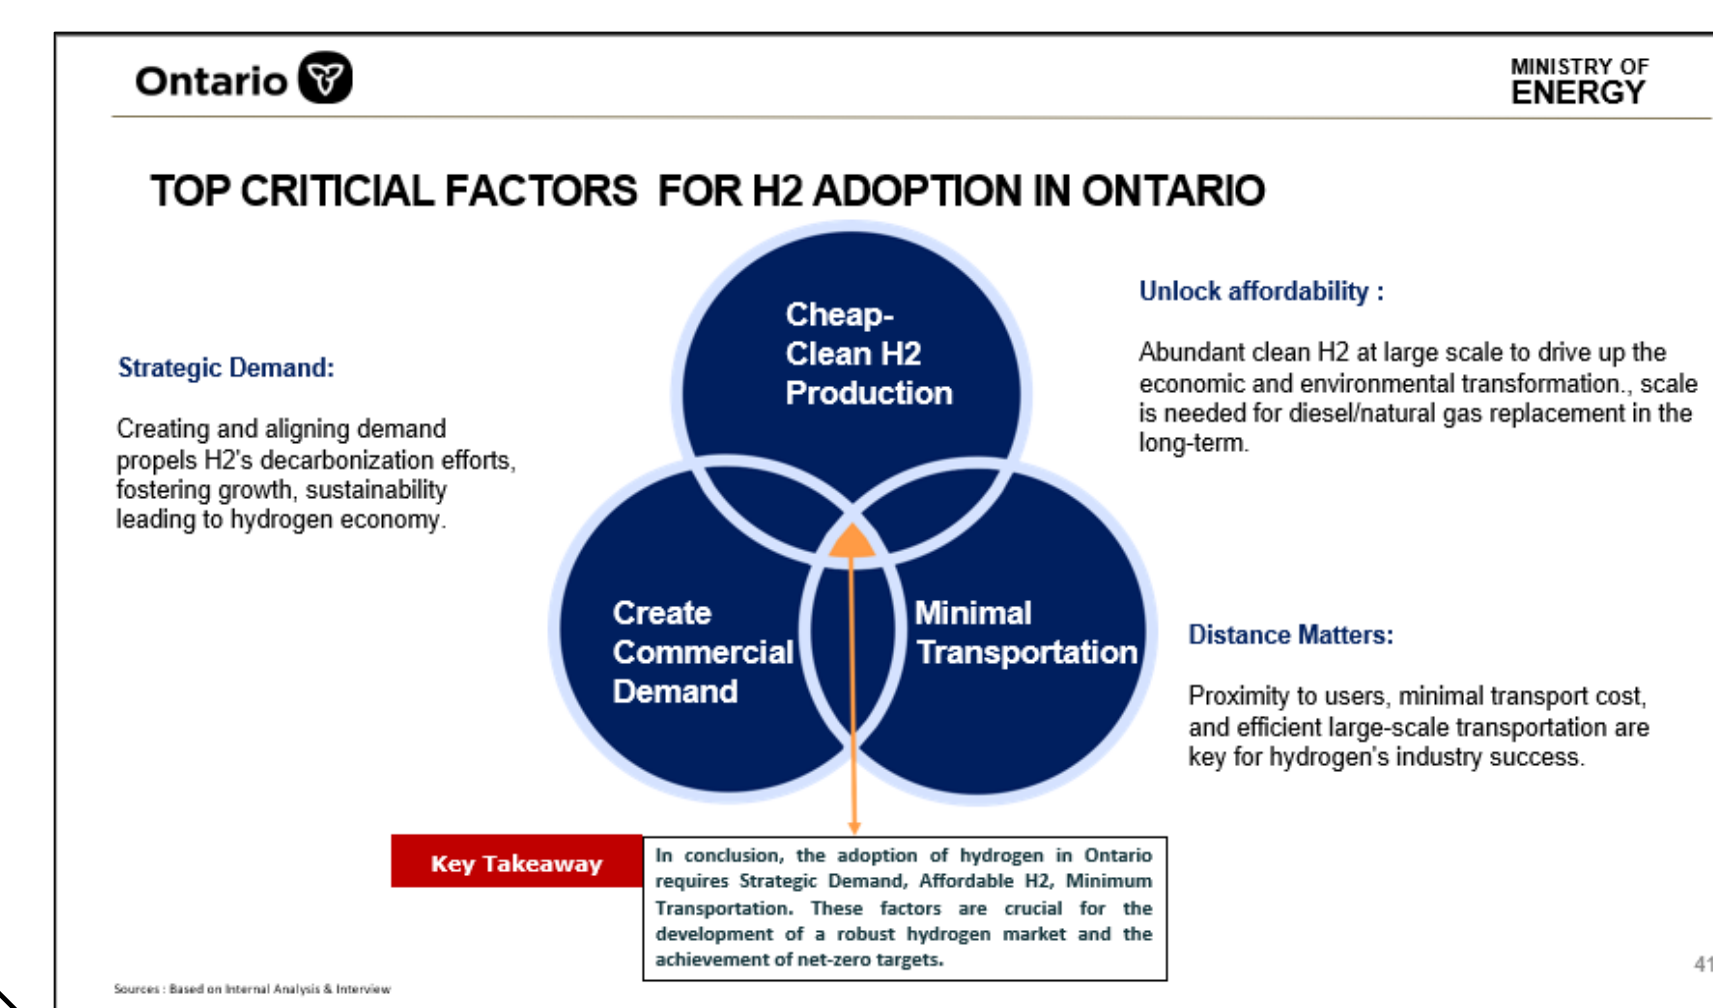 Ontario
MINISTRY OF
ENERGY
TOP CRITICIAL FACTORS FOR H2 ADOPTION IN ONTARIO
Cheap-
Clean H2
Production
Unlock affordability :
Abundant clean H2 at large scale to drive up the
economic and environmental transformation., scale
is needed for diesel/natural gas replacement in the
long-term.
Strategic Demand:
Creating and aligning demand
propels H2's decarbonization efforts,
fostering growth, sustainability
leading to hydrogen economy.
Create
Commercial
Demand
Minimal
Transportation
Distance Matters:
Proximity to users, minimal transport cost,
and efficient large-scale transportation are
key for hydrogen's industry success.
Key Takeaway
In conclusion, the adoption of hydrogen in Ontario
requires Strategic Demand, Affordable H2, Minimum
Transportation. These factors are crucial for the
development of a robust hydrogen market and the
achievement of net-zero targets.
41
Sources : Based on Internal Analysis & Interview